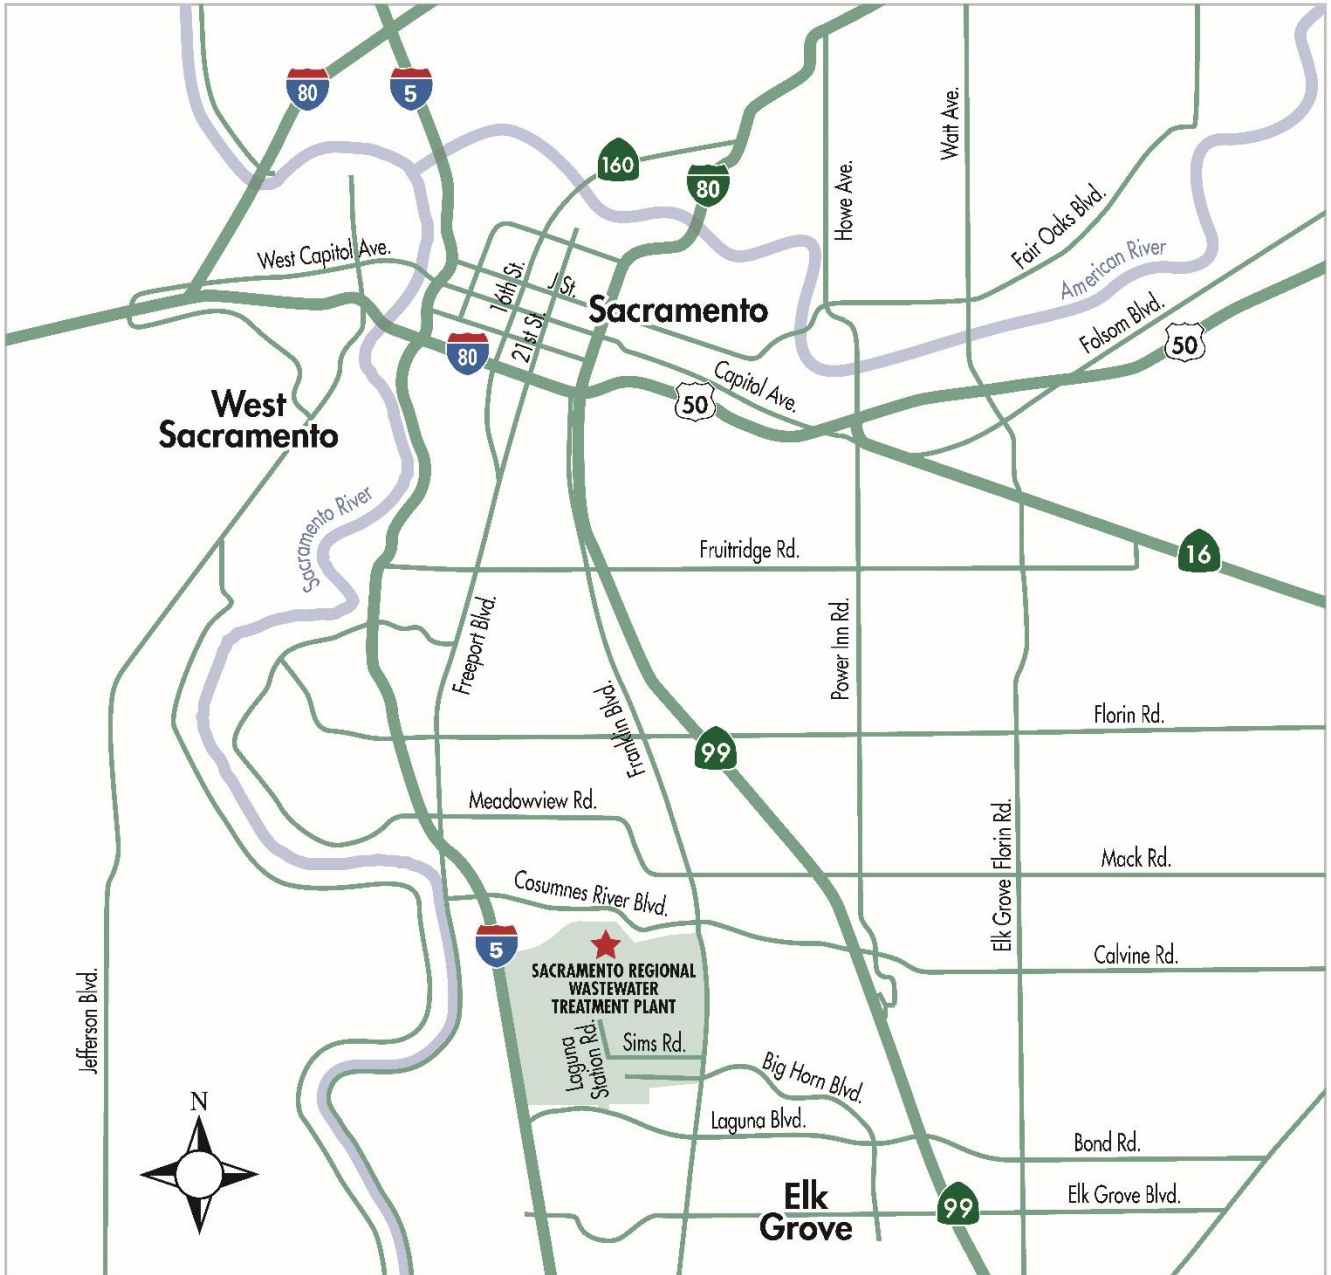 80
5
160
80
Howe Ave.
Watt Ave.
Fair Oaks Blvd.
American River
West Capitol Ave.
16th St.
J St.
21st St.
Sacramento
Folsom Blvd.
50
80
Capitol Ave.
50
West
Sacramento
Sacramento River
Fruitridge Rd.
16
Freeport Blvd.
Power Inn Rd.
Franklin Blvd.
Florin Rd.
99
Meadowview Rd.
Elk Grove Florin Rd.
Mack Rd.
Cosumnes River Blvd.
5
Calvine Rd.
SACRAMENTO REGIONAL
WASTEWATER
TREATMENT PLANT
Jefferson Blvd.
Laguna
Station Rd.
Sims Rd.
Big Horn Blvd.
N
Laguna Blvd.
Bond Rd.
Elk
Grove
99
Elk Grove Blvd.